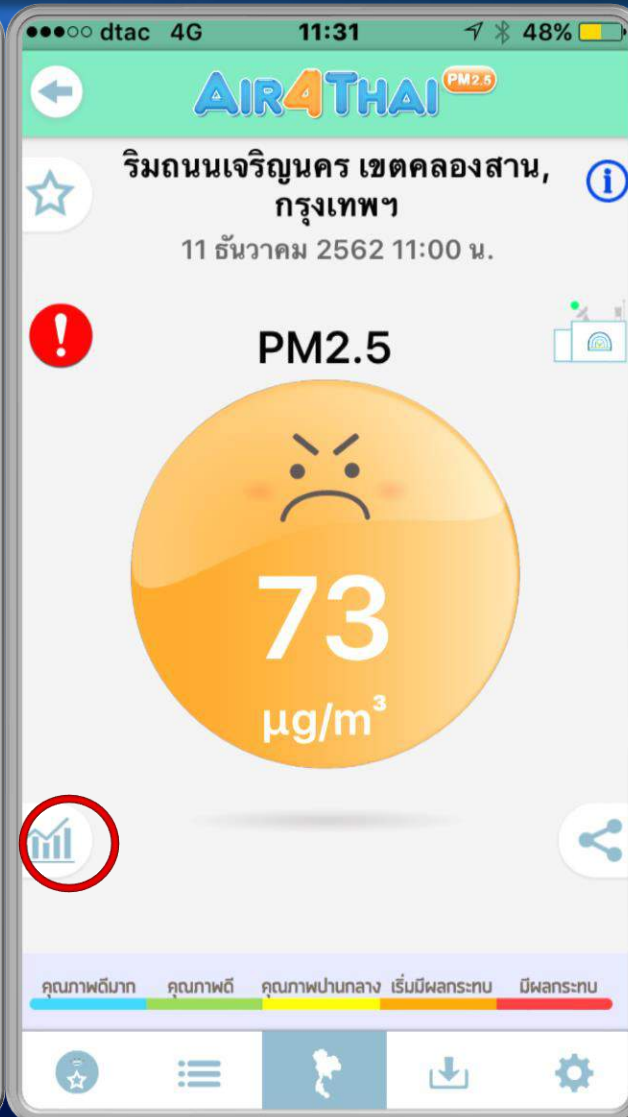 dtac 4G 11:31 48%
AIR4THAI PM2.5
ริมถนนเจริญนคร เขตคลองสาน,
กรุงเทพฯ
11 ธันวาคม 2562 11:00 น.
PM2.5
73
µg/m³
คุณภาพดีมาก คุณภาพดี คุณภาพปานกลาง เริ่มมีผลกระทบ มีผลกระทบ